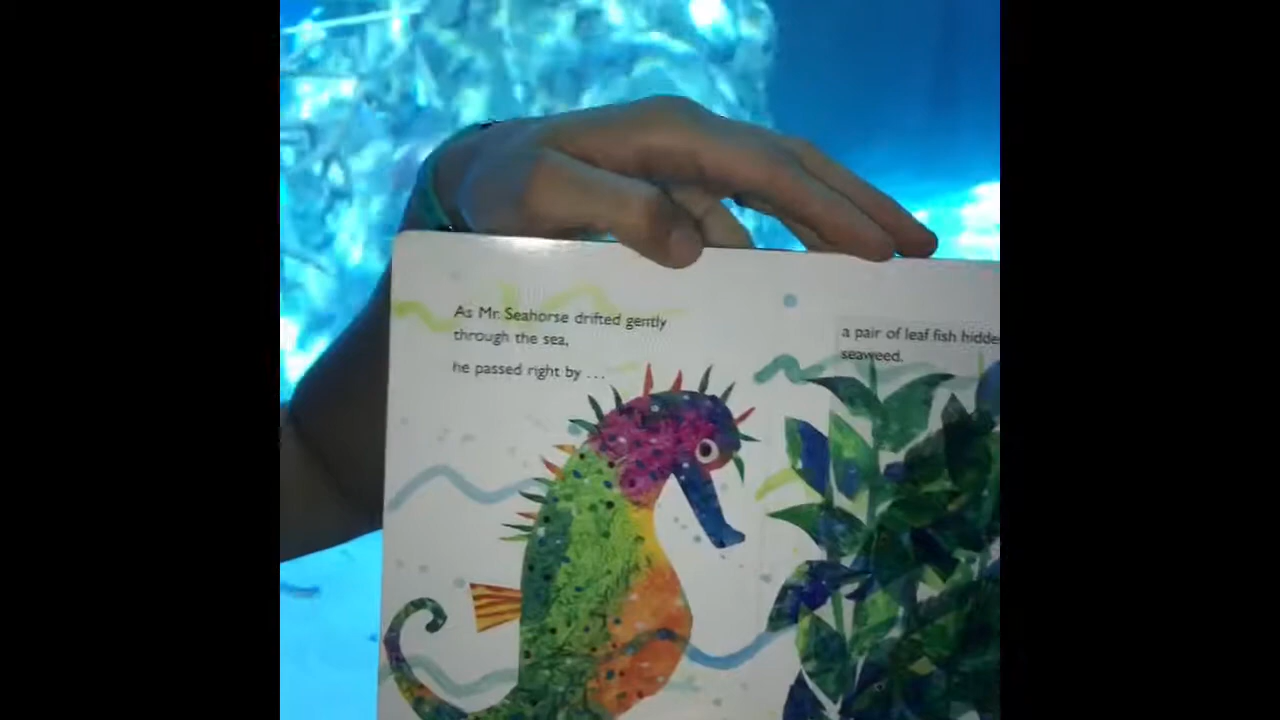 As Mr. Seahorse drifted gently
through the sea,
he passed right by . . .
a pair of leaf fish hidde
seaweed.